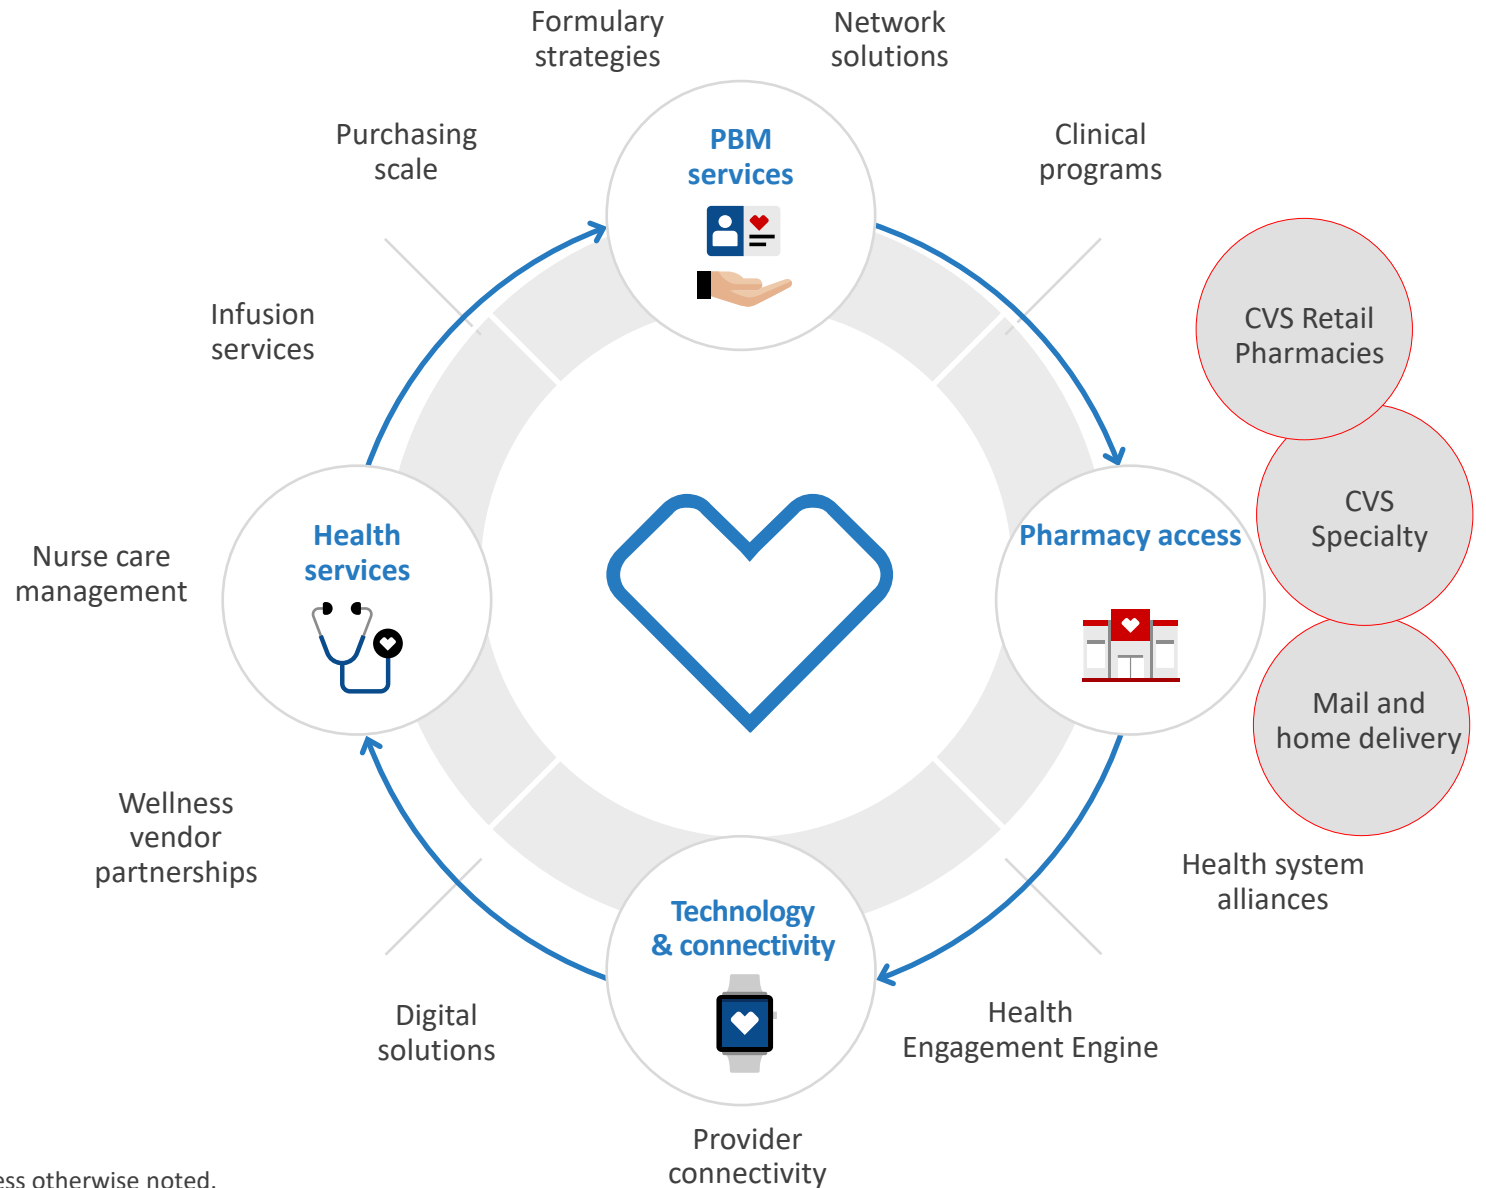 Formulary
strategies
Network
solutions
Purchasing
scale
PBM
services
Clinical
programs
Infusion
services
CVS Retail
Pharmacies
Health
services
Pharmacy access
CVS
Specialty
Nurse care
management
Mail and
home delivery
Wellness
vendor
partnerships
Technology
& connectivity
Health system
alliances
Digital
solutions
Health
Engagement Engine
Provider
connectivity
ess otherwise noted.